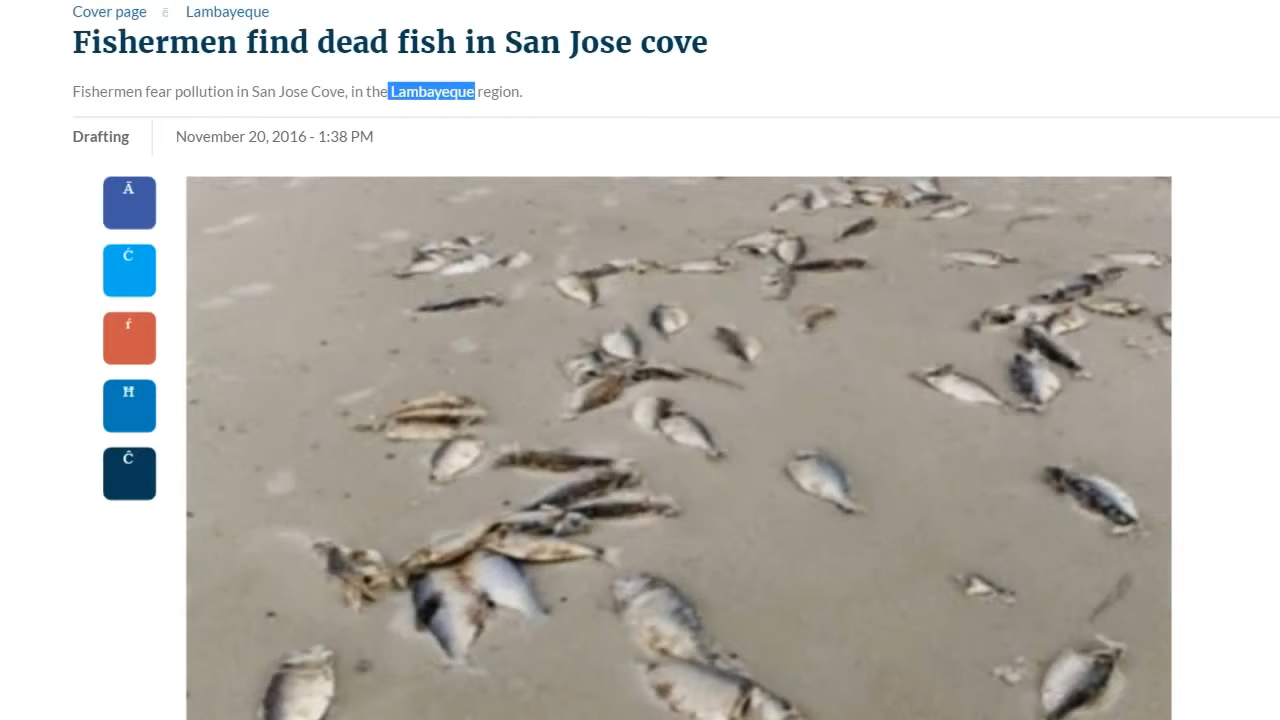 Cover page ë Lambayeque
Fishermen find dead fish in San Jose cove
Fishermen fear pollution in San Jose Cove, in the Lambayeque region.
Drafting November 20, 2016 - 1:38 PM
Ā
Ć
ŕ
Ħ
Ĉ